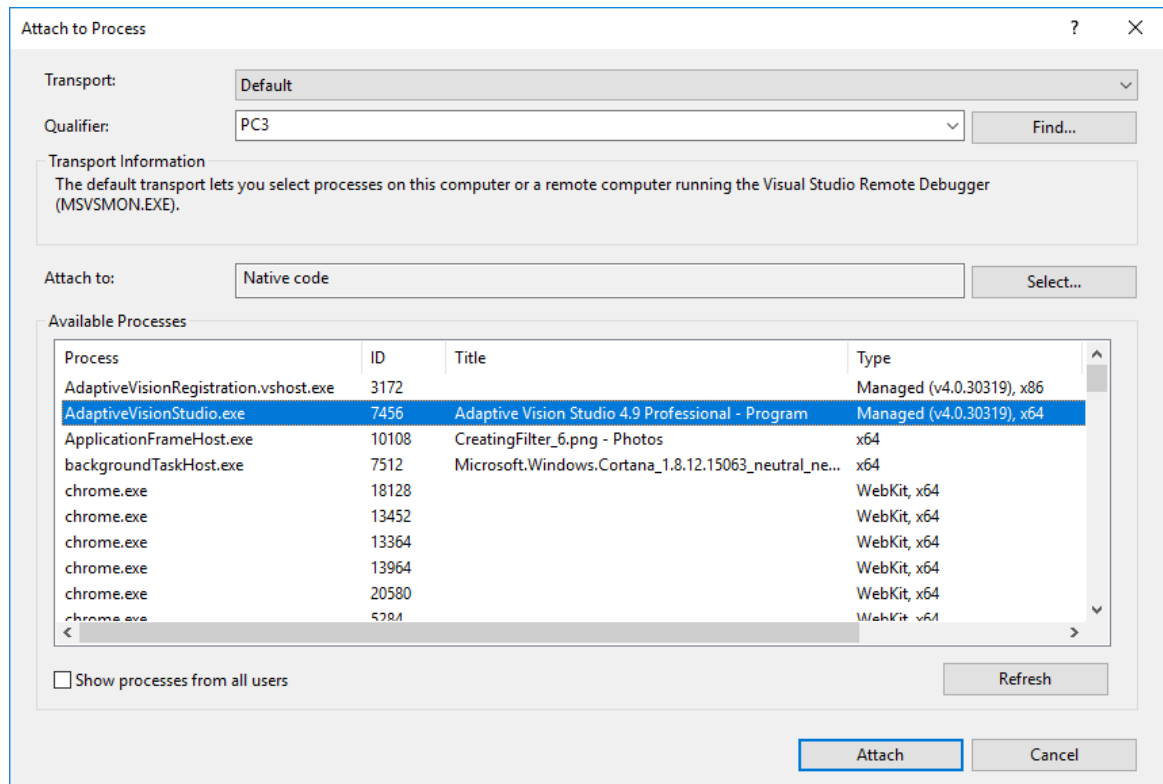 Attach to Process
Transport: Default
Qualifier: PC3 Find...
Transport Information
The default transport lets you select processes on this computer or a remote computer running the Visual Studio Remote Debugger
(MSVSMON.EXE).
Attach to: Native code Select...
Available Processes
Process ID Title Type
AdaptiveVisionRegistration.vshost.exe 3172 Managed (v4.0.30319), x86
AdaptiveVisionStudio.exe 7456 Adaptive Vision Studio 4.9 Professional - Program Managed (v4.0.30319), x64
ApplicationFrameHost.exe 10108 CreatingFilter_6.png - Photos x64
backgroundTaskHost.exe 7512 Microsoft.Windows.Cortana_1.8.12.15063_neutral_ne... x64
chrome.exe 18128 WebKit, x64
chrome.exe 13452 WebKit, x64
chrome.exe 13364 WebKit, x64
chrome.exe 13964 WebKit, x64
chrome.exe 20580 WebKit, x64
chrome.exe 5284 WebKit, x64
Show processes from all users Refresh
Attach Cancel